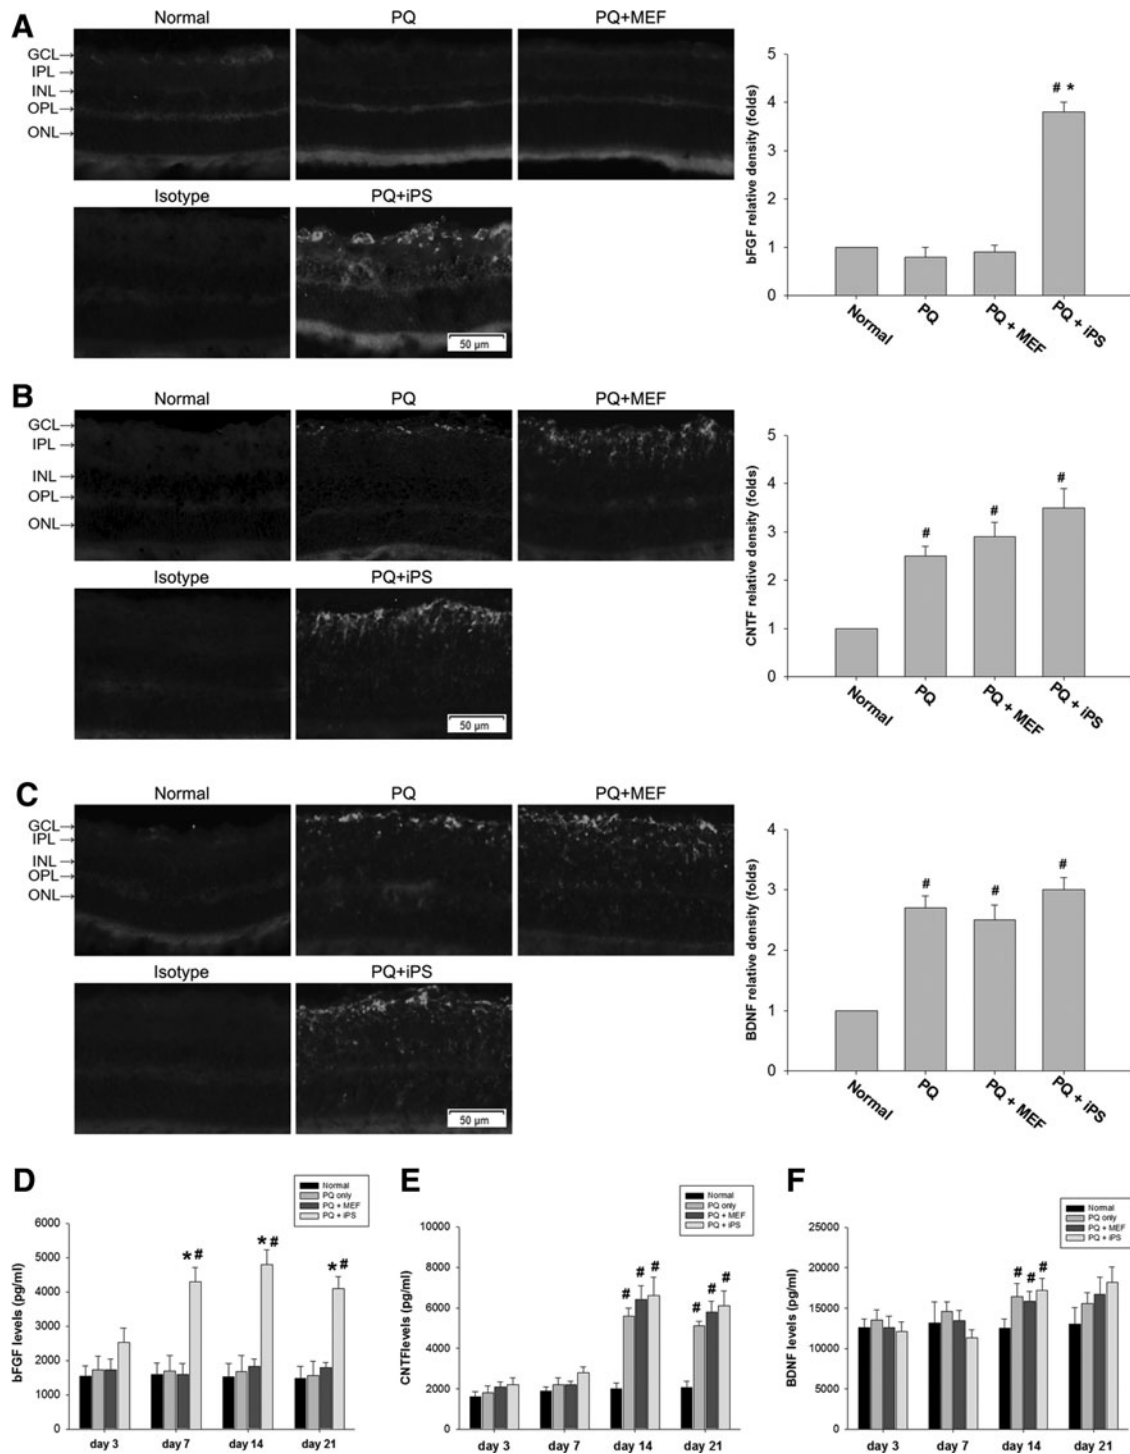 A
Normal
PQ
PQ+MEF
GCL
IPL
INL
OPL
ONL
Isotype
PQ+iPS
50 µm
bFGF relative density (folds)
5
4
3
2
1
0
# *
Normal
PQ
PQ + MEF
PQ + iPS
B
Normal
PQ
PQ+MEF
GCL
IPL
INL
OPL
ONL
Isotype
PQ+iPS
50 µm
CNTF relative density (folds)
5
4
3
2
1
0
#
#
#
Normal
PQ
PQ + MEF
PQ + iPS
C
Normal
PQ
PQ+MEF
GCL
IPL
INL
OPL
ONL
Isotype
PQ+iPS
50 µm
BDNF relative density (folds)
4
3
2
1
0
#
#
#
Normal
PQ
PQ + MEF
PQ + iPS
D
Normal
PQ only
PQ + MEF
PQ + iPS
bFGF levels (pg/ml)
6000
5000
4000
3000
2000
1000
0
*#
*#
*#
day 3
day 7
day 14
day 21
E
Normal
PQ only
PQ + MEF
PQ + iPS
CNTFlevels (pg/ml)
10000
8000
6000
4000
2000
0
# # #
# # #
day 3
day 7
day 14
day 21
F
Normal
PQ only
PQ + MEF
PQ + iPS
BDNF levels (pg/ml)
25000
20000
15000
10000
5000
0
# # #
day 3
day 7
day 14
day 21